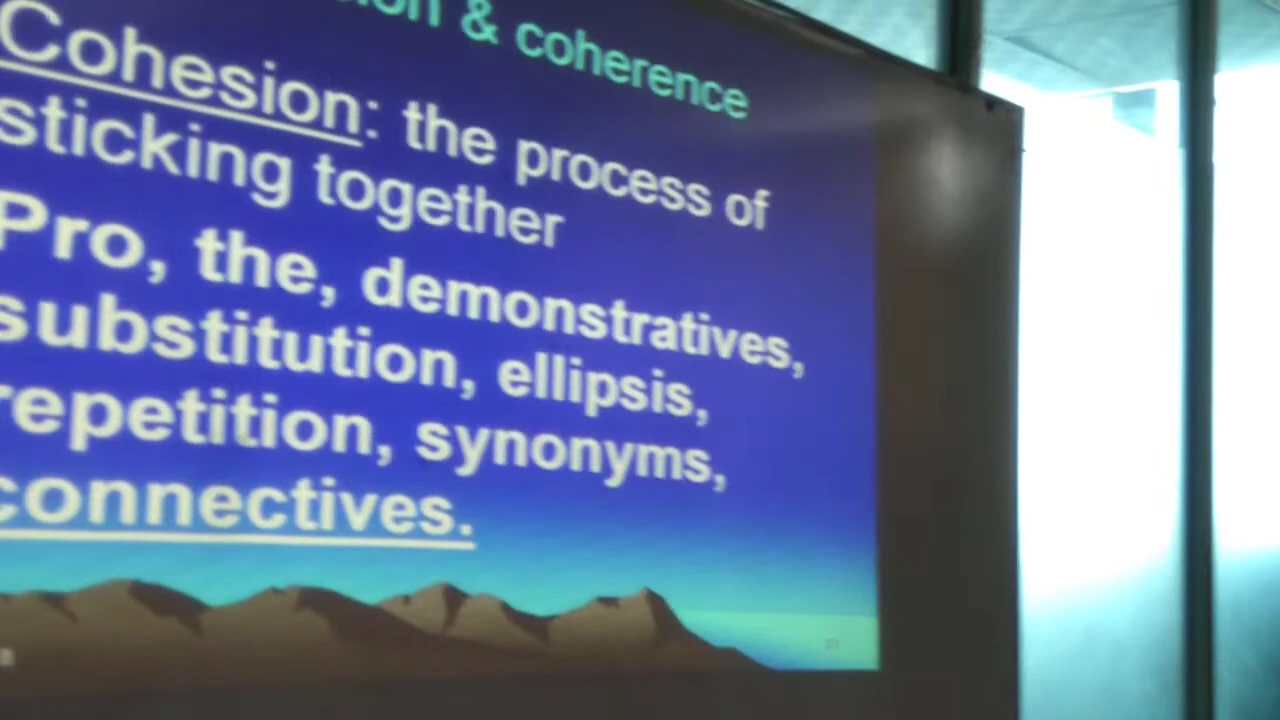 & coherence
Cohesion: the process of
sticking together
Pro, the, demonstratives,
substitution, ellipsis,
repetition, synonyms,
connectives.